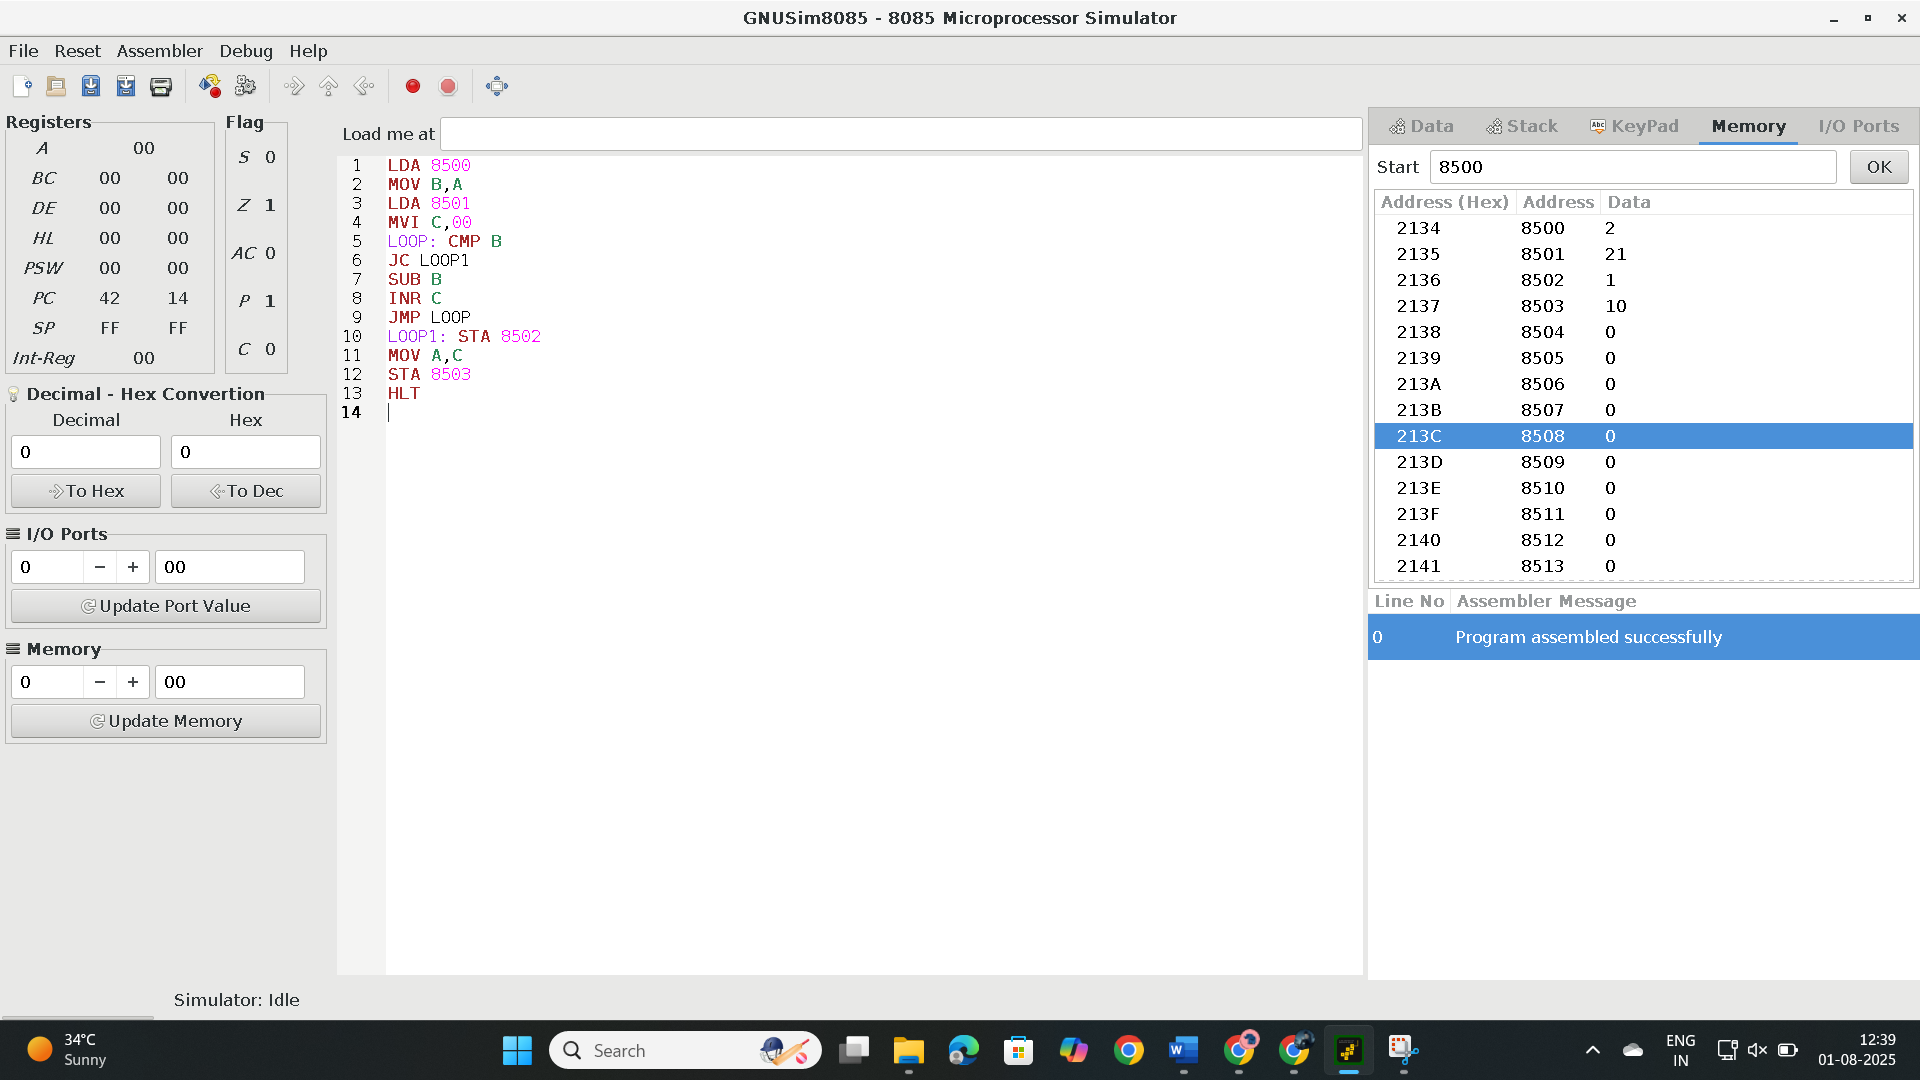 GNUSim8085 - 8085 Microprocessor Simulator
File Reset Assembler Debug Help
Registers
A 00
BC 00 00
DE 00 00
HL 00 00
PSW 00 00
PC 42 14
SP FF FF
Int-Reg 00
Flag
S 0
Z 1
AC 0
P 1
C 0
Decimal - Hex Convertion
Decimal Hex
0 0
To Hex To Dec
I/O Ports
0 − + 00
Update Port Value
Memory
0 − + 00
Update Memory
Load me at
1 LDA 8500
2 MOV B,A
3 LDA 8501
4 MVI C,00
5 LOOP: CMP B
6 JC LOOP1
7 SUB B
8 INR C
9 JMP LOOP
10 LOOP1: STA 8502
11 MOV A,C
12 STA 8503
13 HLT
14
Data Stack Abc KeyPad Memory I/O Ports
Start 8500 OK
Address (Hex) Address Data
2134 8500 2
2135 8501 21
2136 8502 1
2137 8503 10
2138 8504 0
2139 8505 0
213A 8506 0
213B 8507 0
213C 8508 0
213D 8509 0
213E 8510 0
213F 8511 0
2140 8512 0
2141 8513 0
Line No Assembler Message
0 Program assembled successfully
Simulator: Idle
34°C
Sunny
Search
ENG
IN
12:39
01-08-2025